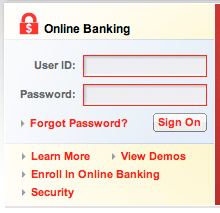 Online Banking
User ID:
Password:
Forgot Password? Sign On
Learn More View Demos
Enroll In Online Banking
Security